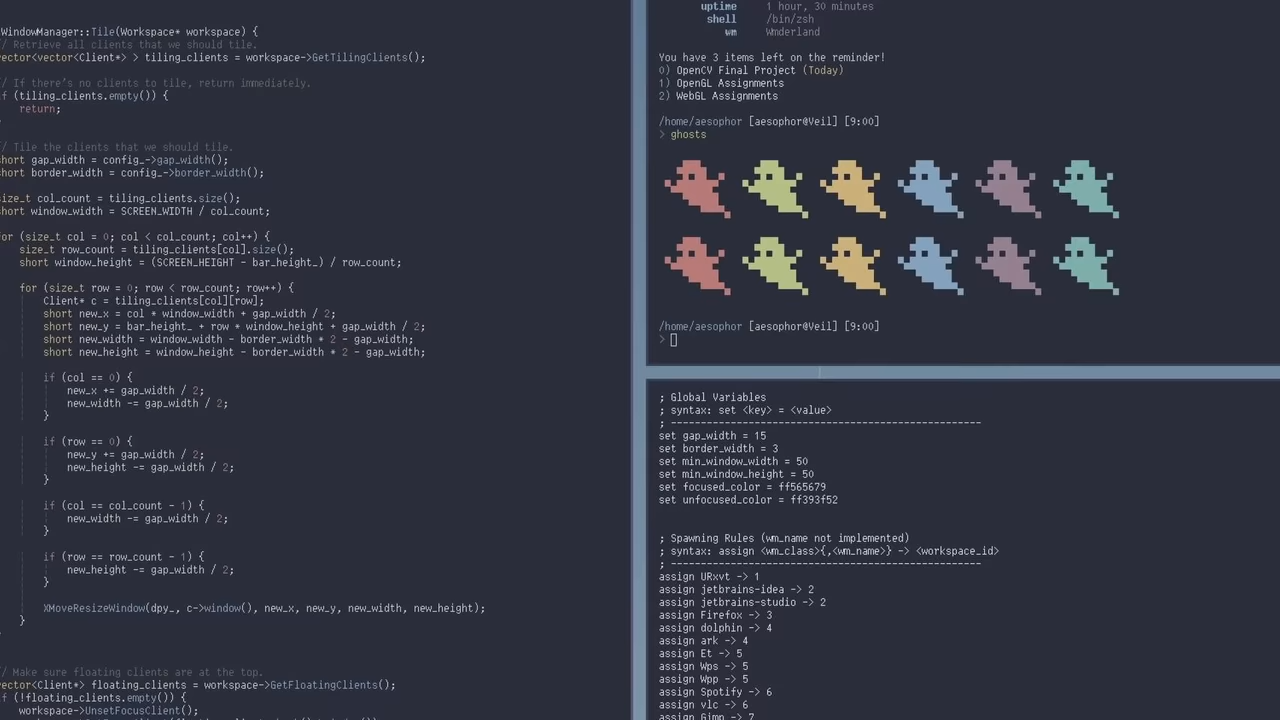 WindowManager::Tile(Workspace* workspace) {
// Retrieve all clients that we should tile.
vector<vector<Client*> > tiling_clients = workspace->GetTilingClients();
// If there's no clients to tile, return immediately.
if (tiling_clients.empty()) {
return;
// Tile the clients that we should tile.
short gap_width = config_->gap_width();
short border_width = config_->border_width();
size_t col_count = tiling_clients.size();
short window_width = SCREEN_WIDTH / col_count;
for (size_t col = 0; col < col_count; col++) {
size_t row_count = tiling_clients[col].size();
short window_height = (SCREEN_HEIGHT - bar_height_) / row_count;
for (size_t row = 0; row < row_count; row++) {
Client* c = tiling_clients[col][row];
short new_x = col * window_width + gap_width / 2;
short new_y = bar_height_ + row * window_height + gap_width / 2;
short new_width = window_width - border_width * 2 - gap_width;
short new_height = window_height - border_width * 2 - gap_width;
if (col == 0) {
new_x += gap_width / 2;
new_width -= gap_width / 2;
}
if (row == 0) {
new_y += gap_width / 2;
new_height -= gap_width / 2;
}
if (col == col_count - 1) {
new_width -= gap_width / 2;
}
if (row == row_count - 1) {
new_height -= gap_width / 2;
}
XMoveResizeWindow(dpy_, c->window(), new_x, new_y, new_width, new_height);
}
// Make sure floating clients are at the top.
vector<Client*> floating_clients = workspace->GetFloatingClients();
if (!floating_clients.empty()) {
workspace->UnsetFocusClient();
uptime 1 hour, 30 minutes
shell /bin/zsh
wm Wmderland
You have 3 items left on the reminder!
0) OpenCV Final Project (Today)
1) OpenGL Assignments
2) WebGL Assignments
/home/aesophor [aesophor@Veil] [9:00]
> ghosts
/home/aesophor [aesophor@Veil] [9:00]
>
; Global Variables
; syntax: set <key> = <value>
; ----------------------------------------------------
set gap_width = 15
set border_width = 3
set min_window_width = 50
set min_window_height = 50
set focused_color = ff565679
set unfocused_color = ff393f52
; Spawning Rules (wm_name not implemented)
; syntax: assign <wm_class>{,<wm_name>} -> <workspace_id>
; ----------------------------------------------------
assign URxvt -> 1
assign jetbrains-idea -> 2
assign jetbrains-studio -> 2
assign Firefox -> 3
assign dolphin -> 4
assign ark -> 4
assign Et -> 5
assign Wps -> 5
assign Wpp -> 5
assign Spotify -> 6
assign vlc -> 6
assign Gimp -> 7